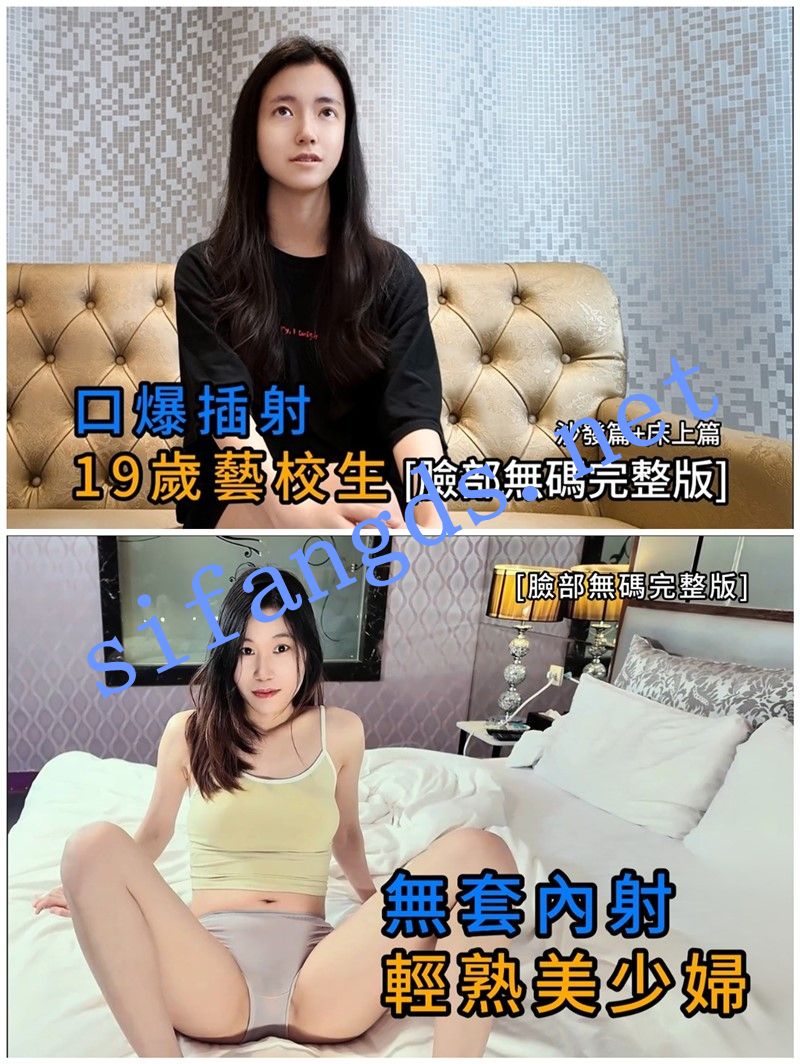 口爆插射
沙發篇+床上篇
19歲藝校生[臉部無碼完整版]
sifangds.net
[臉部無碼完整版]
無套內射
輕熟美少婦